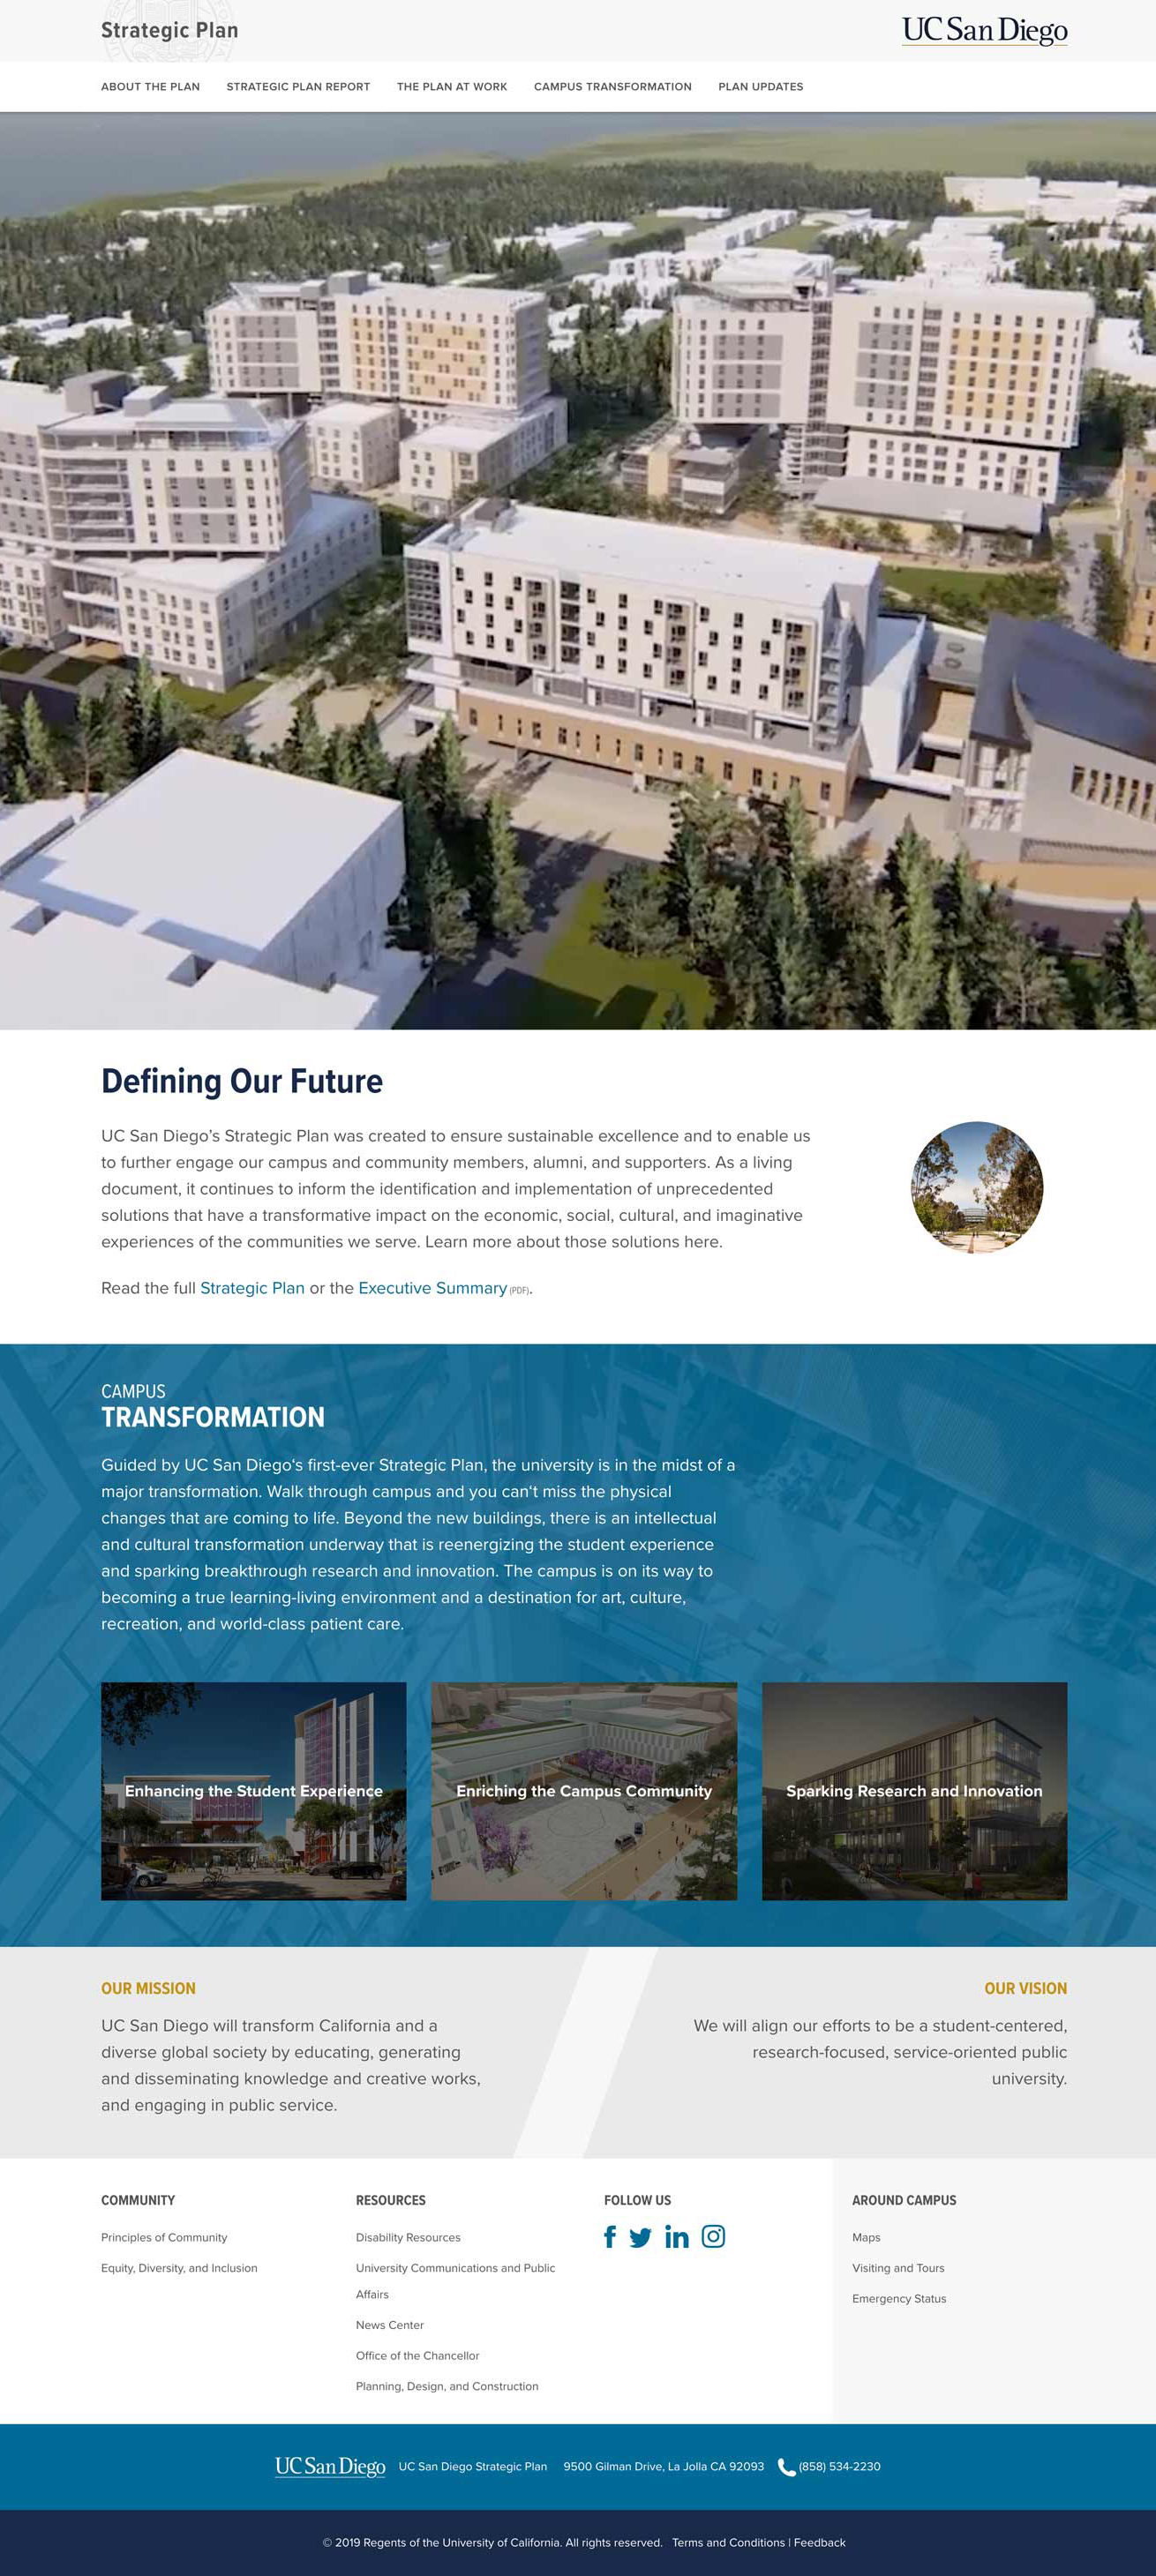 Strategic Plan
UC San Diego
ABOUT THE PLAN
STRATEGIC PLAN REPORT
THE PLAN AT WORK
CAMPUS TRANSFORMATION
PLAN UPDATES
Defining Our Future
UC San Diego’s Strategic Plan was created to ensure sustainable excellence and to enable us
to further engage our campus and community members, alumni, and supporters. As a living
document, it continues to inform the identification and implementation of unprecedented
solutions that have a transformative impact on the economic, social, cultural, and imaginative
experiences of the communities we serve. Learn more about those solutions here.
Read the full Strategic Plan or the Executive Summary (PDF).
CAMPUS
TRANSFORMATION
Guided by UC San Diego‘s first-ever Strategic Plan, the university is in the midst of a
major transformation. Walk through campus and you can‘t miss the physical
changes that are coming to life. Beyond the new buildings, there is an intellectual
and cultural transformation underway that is reenergizing the student experience
and sparking breakthrough research and innovation. The campus is on its way to
becoming a true learning-living environment and a destination for art, culture,
recreation, and world-class patient care.
Enhancing the Student Experience
Enriching the Campus Community
Sparking Research and Innovation
OUR MISSION
UC San Diego will transform California and a
diverse global society by educating, generating
and disseminating knowledge and creative works,
and engaging in public service.
OUR VISION
We will align our efforts to be a student-centered,
research-focused, service-oriented public
university.
COMMUNITY
Principles of Community
Equity, Diversity, and Inclusion
RESOURCES
Disability Resources
University Communications and Public
Affairs
News Center
Office of the Chancellor
Planning, Design, and Construction
FOLLOW US
AROUND CAMPUS
Maps
Visiting and Tours
Emergency Status
UC San Diego
UC San Diego Strategic Plan
9500 Gilman Drive, La Jolla CA 92093
(858) 534-2230
© 2019 Regents of the University of California. All rights reserved.
Terms and Conditions | Feedback